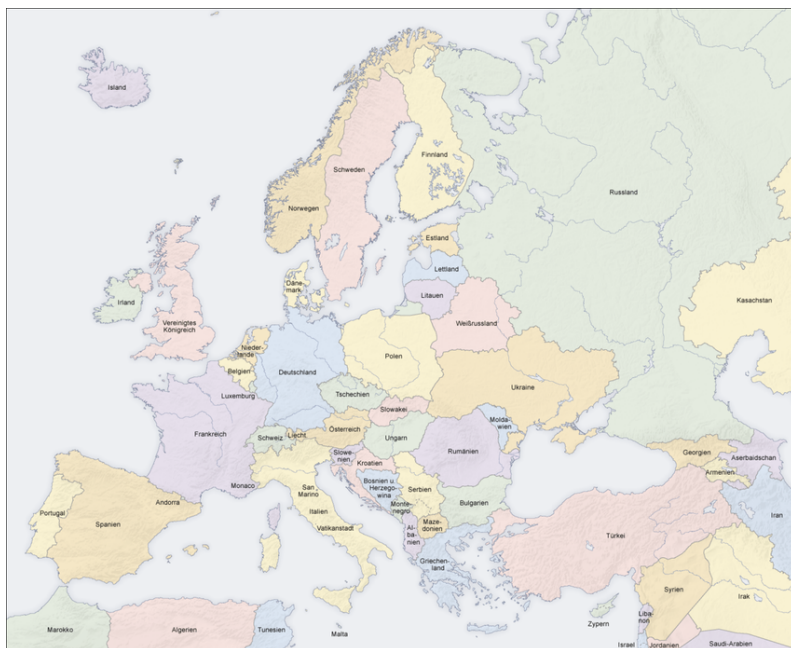 Island
Finnland
Schweden
Russland
Norwegen
Estland
Lettland
Däne-
mark
Litauen
Irland
Kasachstan
Vereinigtes
Königreich
Weißrussland
Nieder-
lande
Polen
Belgien
Deutschland
Ukraine
Luxemburg
Tschechien
Slowakei
Moldawien
Frankreich
Österreich
Schweiz
Liecht.
Ungarn
Rumänien
Slowe-
nien
Georgien
Aserbaidschan
Kroatien
Armenien
Monaco
San
Marino
Bosnien u.
Herzego-
wina
Serbien
Andorra
Bulgarien
Monte-
negro
Portugal
Italien
Iran
Spanien
Vatikanstadt
Maze-
donien
Al-
ba-
nien
Türkei
Griechen-
land
Syrien
Irak
Liba-
non
Zypern
Marokko
Algerien
Tunesien
Malta
Israel
Jordanien
Saudi-Arabien